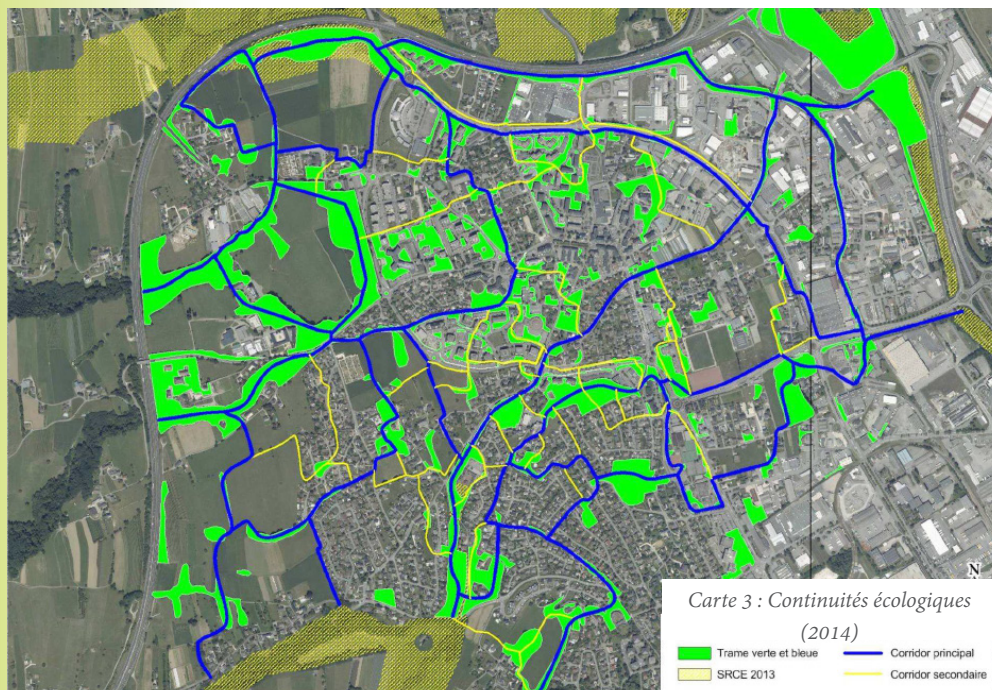 N
Carte 3 : Continuités écologiques
(2014)
Trame verte et bleue
Corridor principal
SRCE 2013
Corridor secondaire